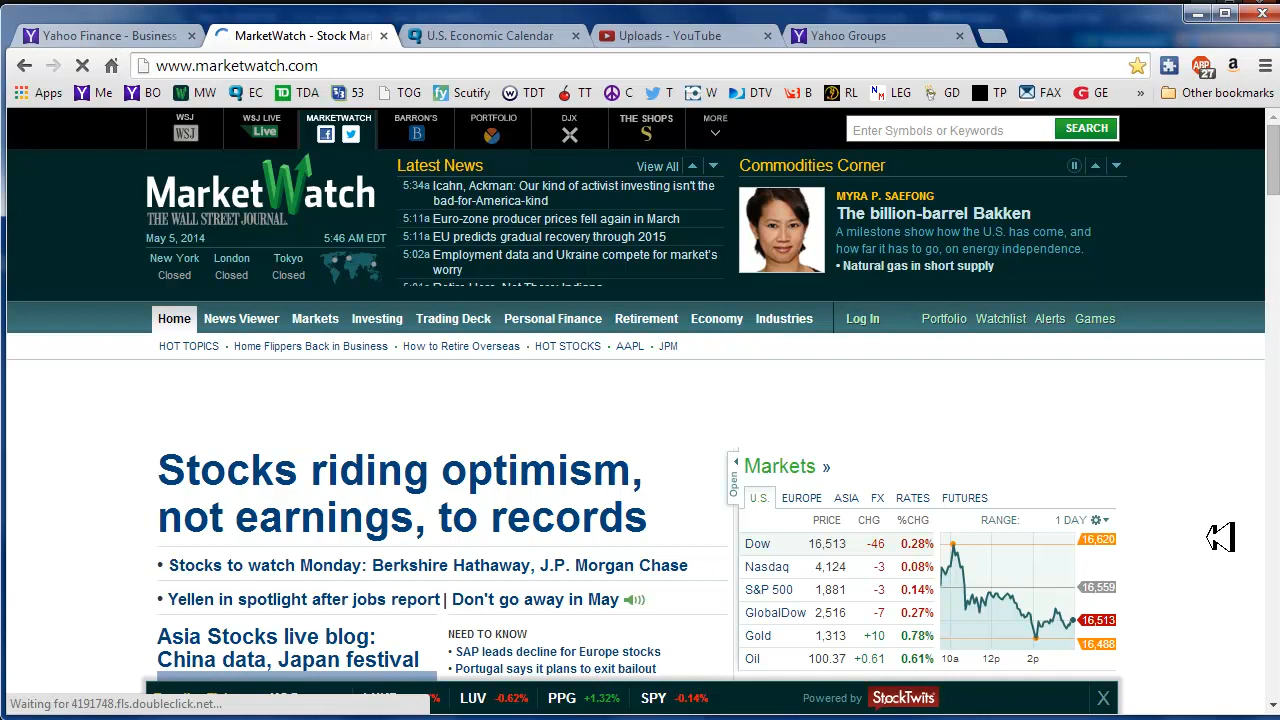 Yahoo Finance - Business
MarketWatch - Stock Mar
U.S. Economic Calendar
Uploads - YouTube
Yahoo Groups
www.marketwatch.com
ABP
27
Apps
Me
BO
MW
EC
TDA
53
TOG
Scotify
TDT
TT
C
T
W
DTV
B
RL
LEG
GD
TP
FAX
GE
»
Other bookmarks
WSJ
WSJ LIVE
MARKETWATCH
BARRON'S
PORTFOLIO
DJX
THE SHOPS
MORE
WSJ
Live
B
S
Enter Symbols or Keywords
SEARCH
MarketWatch
THE WALL STREET JOURNAL.
May 5, 2014
5:46 AM EDT
New York
London
Tokyo
Closed
Closed
Closed
Latest News
View All
5:34a Icahn, Ackman: Our kind of activist investing isn't the
bad-for-America-kind
5:11a Euro-zone producer prices fell again in March
5:11a EU predicts gradual recovery through 2015
5:02a Employment data and Ukraine compete for market's
worry
Commodities Corner
MYRA P. SAEFONG
The billion-barrel Bakken
A milestone show how the U.S. has come, and
how far it has to go, on energy independence.
• Natural gas in short supply
Home
News Viewer
Markets
Investing
Trading Deck
Personal Finance
Retirement
Economy
Industries
Log In
Portfolio
Watchlist
Alerts
Games
HOT TOPICS • Home Flippers Back in Business • How to Retire Overseas • HOT STOCKS • AAPL • JPM
Stocks riding optimism,
not earnings, to records
• Stocks to watch Monday: Berkshire Hathaway, J.P. Morgan Chase
• Yellen in spotlight after jobs report | Don't go away in May
Asia Stocks live blog:
China data, Japan festival
NEED TO KNOW
• SAP leads decline for Europe stocks
• Portugal says it plans to exit bailout
Open
Markets »
U.S.
EUROPE
ASIA
FX
RATES
FUTURES
PRICE
CHG
%CHG
RANGE:
1 DAY
Dow 16,513 -46 0.28%
Nasdaq 4,124 -3 0.08%
S&P 500 1,881 -3 0.14%
GlobalDow 2,516 -7 0.27%
Gold 1,313 +10 0.78%
Oil 100.37 +0.61 0.61%
16,620
16,559
16,513
16,488
10a
12p
2p
LUV -0.62%
PPG +1.32%
SPY -0.14%
Powered by
STOCKTWITS
X
Waiting for 4191748.fls.doubleclick.net...